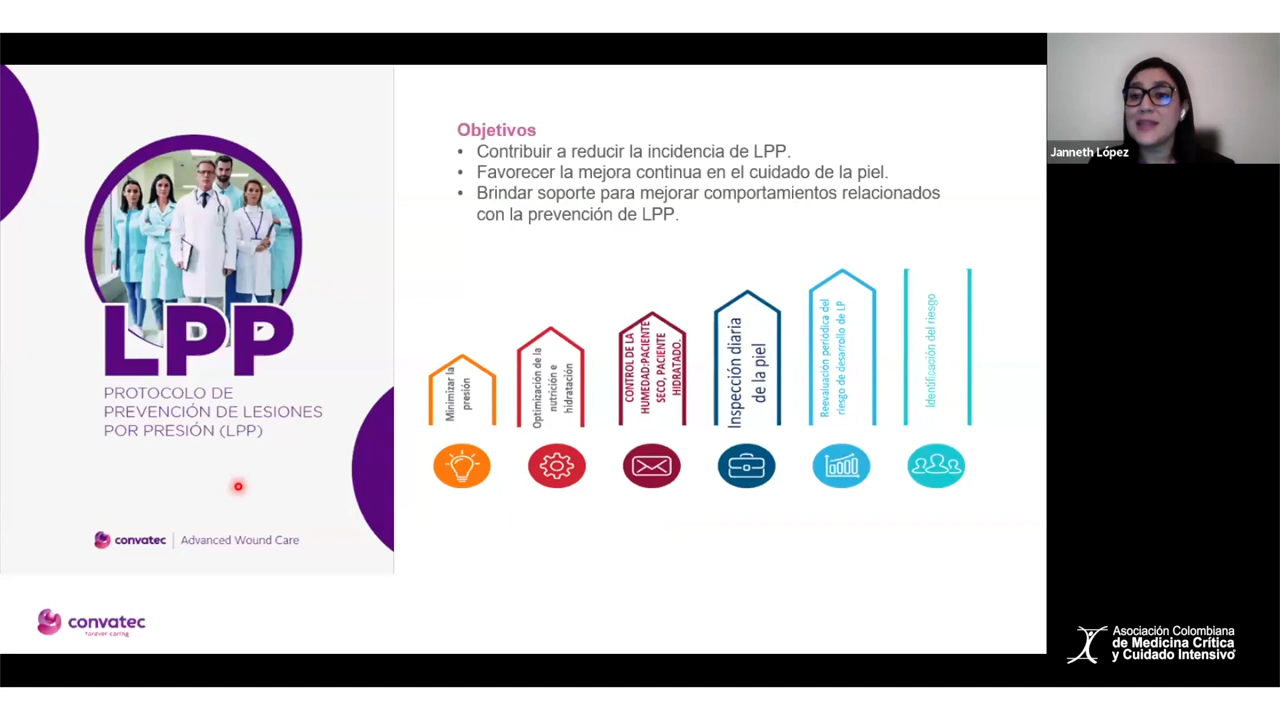 Objetivos
• Contribuir a reducir la incidencia de LPP.
• Favorecer la mejora continua en el cuidado de la piel.
• Brindar soporte para mejorar comportamientos relacionados
con la prevención de LPP.
LPP
PROTOCOLO DE
PREVENCIÓN DE LESIONES
POR PRESIÓN (LPP)
convatec | Advanced Wound Care
Minimizar la
presión
Optimización de la
nutrición e
hidratación
CONTROL DE LA
HUMEDAD:PACIENTE
SECO, PACIENTE
HIDRATADO.
Inspección diaria
de la piel
Reevaluación periódica del
riesgo de desarrollo de LP
Identificación del riesgo
convatec
forever caring
Janneth López
Asociación Colombiana
de Medicina Crítica
y Cuidado Intensivo